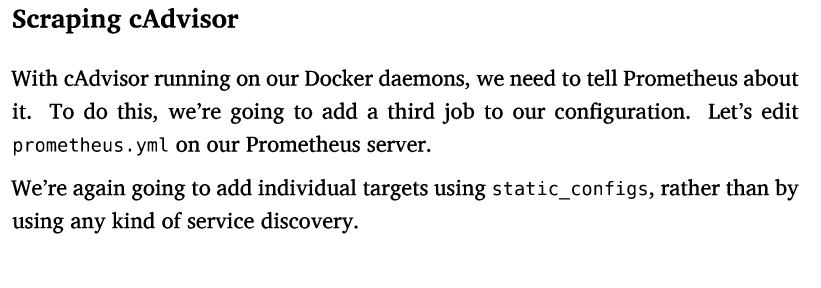 Scraping cAdvisor
With cAdvisor running on our Docker daemons, we need to tell Prometheus about
it. To do this, we’re going to add a third job to our configuration. Let’s edit
prometheus.yml on our Prometheus server.
We’re again going to add individual targets using static_configs, rather than by
using any kind of service discovery.